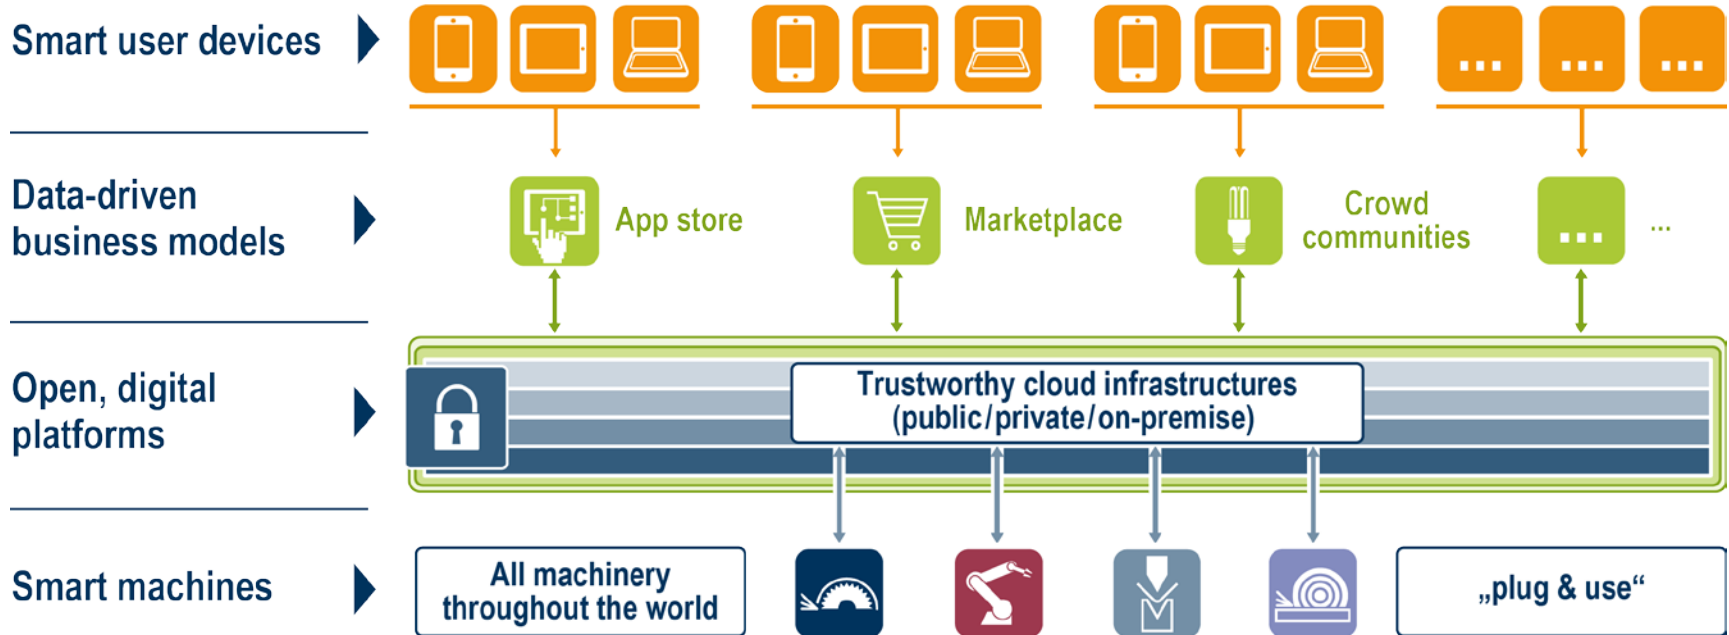 Smart user devices
Data-driven
business models
App store
Marketplace
Crowd
communities
...
Open, digital
platforms
Trustworthy cloud infrastructures
(public/private/on-premise)
Smart machines
All machinery
throughout the world
„plug & use“